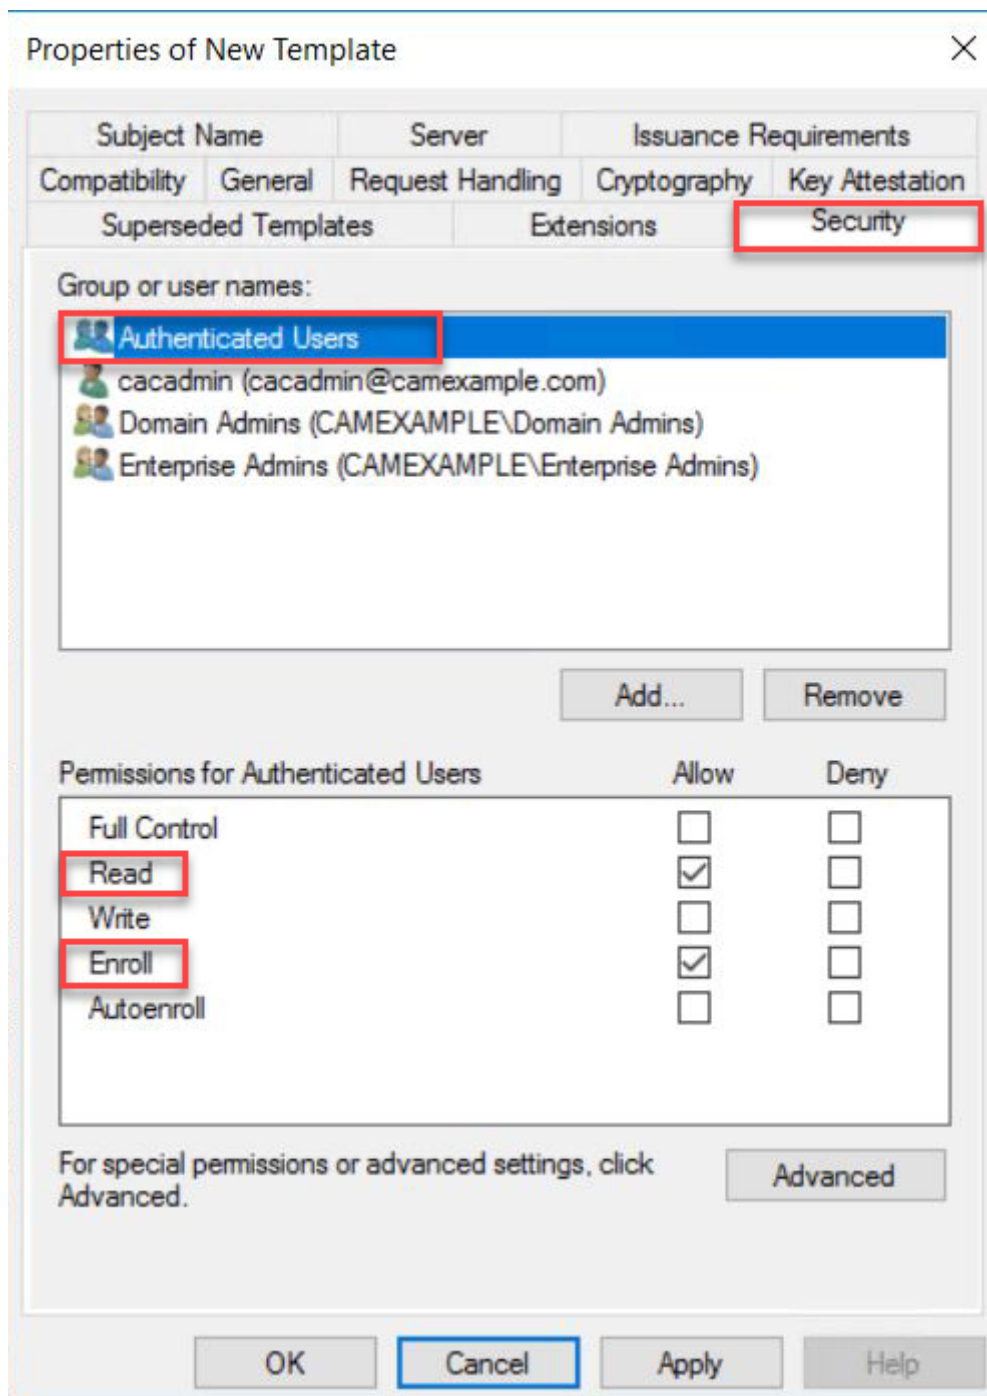 Properties of New Template
Subject Name Server Issuance Requirements
Compatibility General Request Handling Cryptography Key Attestation
Superseded Templates Extensions Security
Group or user names:
Authenticated Users
cacadmin (cacadmin@camexample.com)
Domain Admins (CAMEXAMPLE\Domain Admins)
Enterprise Admins (CAMEXAMPLE\Enterprise Admins)
Add... Remove
Permissions for Authenticated Users Allow Deny
Full Control
Read
Write
Enroll
Autoenroll
For special permissions or advanced settings, click
Advanced.
Advanced
OK Cancel Apply Help